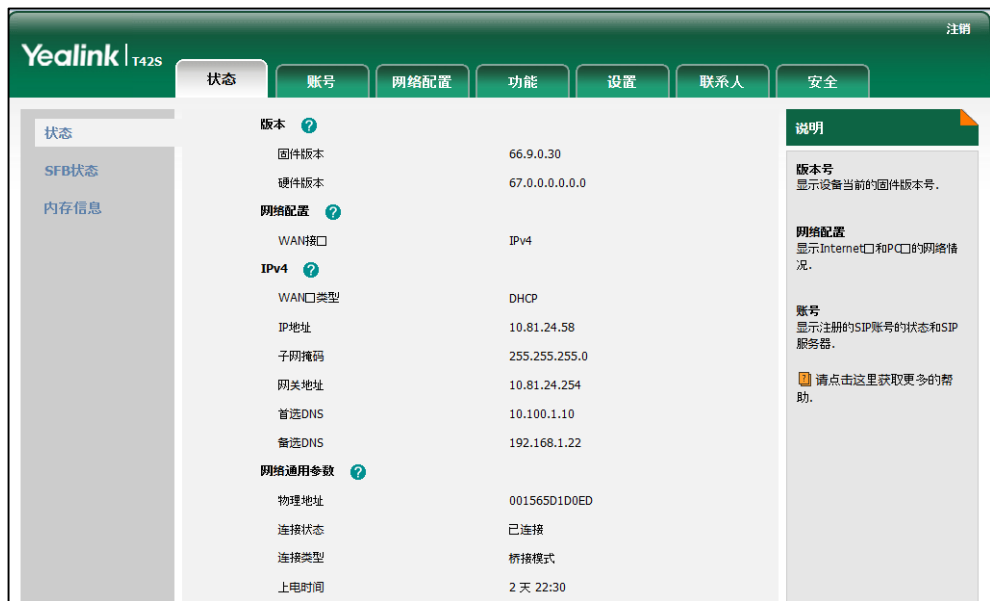 注销
Yealink T42S
状态 账号 网络配置 功能 设置 联系人 安全
状态
SFB状态
内存信息
版本 ?
固件版本 66.9.0.30
硬件版本 67.0.0.0.0.0.0
网络配置 ?
WAN接口 IPv4
IPv4 ?
WAN口类型 DHCP
IP地址 10.81.24.58
子网掩码 255.255.255.0
网关地址 10.81.24.254
首选DNS 10.100.1.10
备选DNS 192.168.1.22
网络通用参数 ?
物理地址 001565D1D0ED
连接状态 已连接
连接类型 桥接模式
上电时间 2 天 22:30
说明
版本号
显示设备当前的固件版本号.
网络配置
显示Internet口和PC口的网络情
况.
账号
显示注册的SIP账号的状态和SIP
服务器.
? 请点击这里获取更多的帮
助.